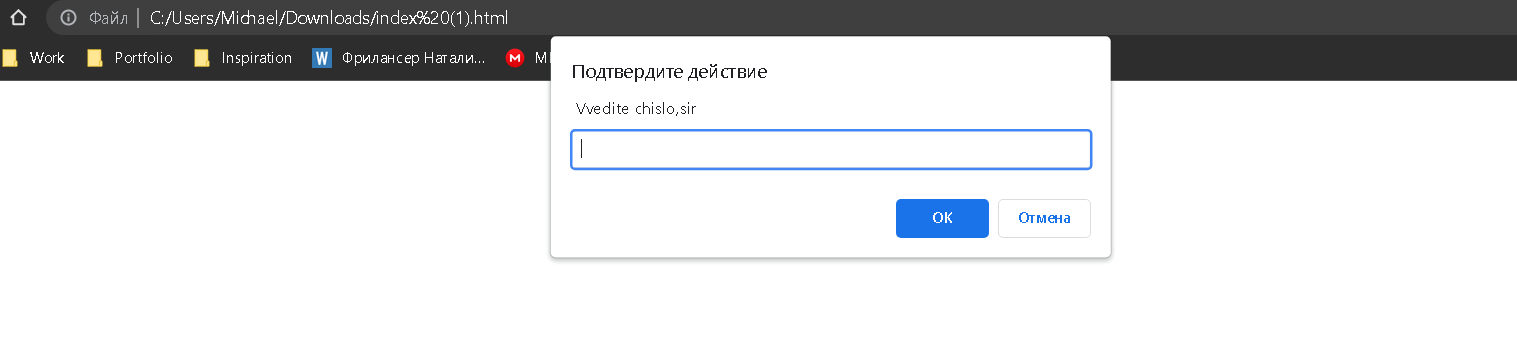 Файл | C:/Users/Michael/Downloads/index%20(1).html
Work Portfolio Inspiration W Фрилансер Натали... M
Подтвердите действие
Vvedite chislo,sir
ОК Отмена